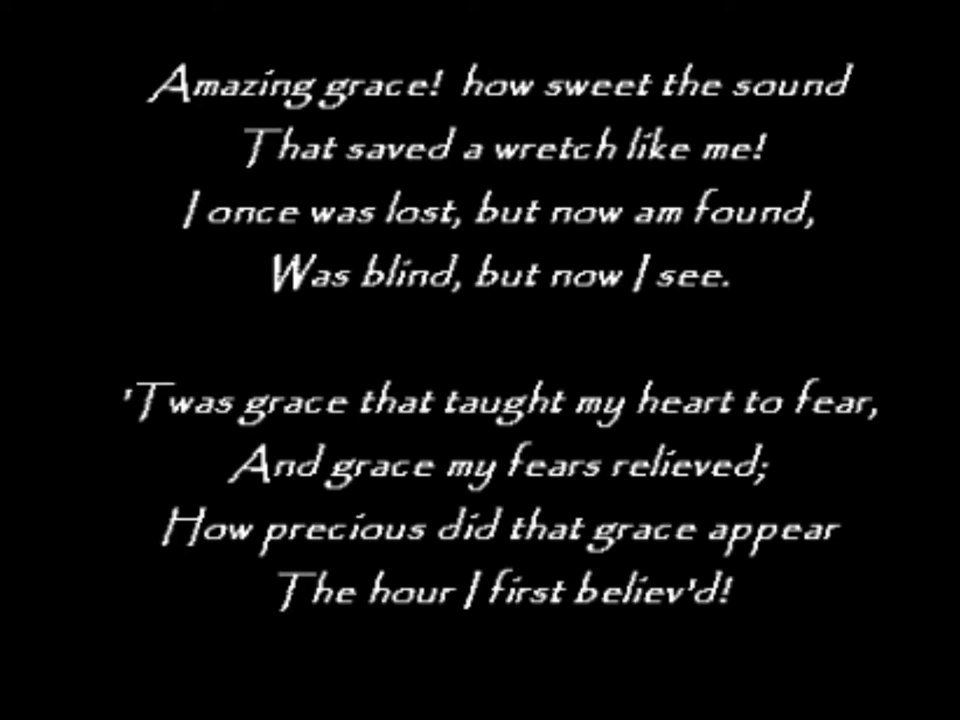 Amazing grace! how sweet the sound
That saved a wretch like me!
I once was lost, but now am found,
Was blind, but now I see.
'Twas grace that taught my heart to fear,
And grace my fears relieved;
How precious did that grace appear
The hour I first believ'd!